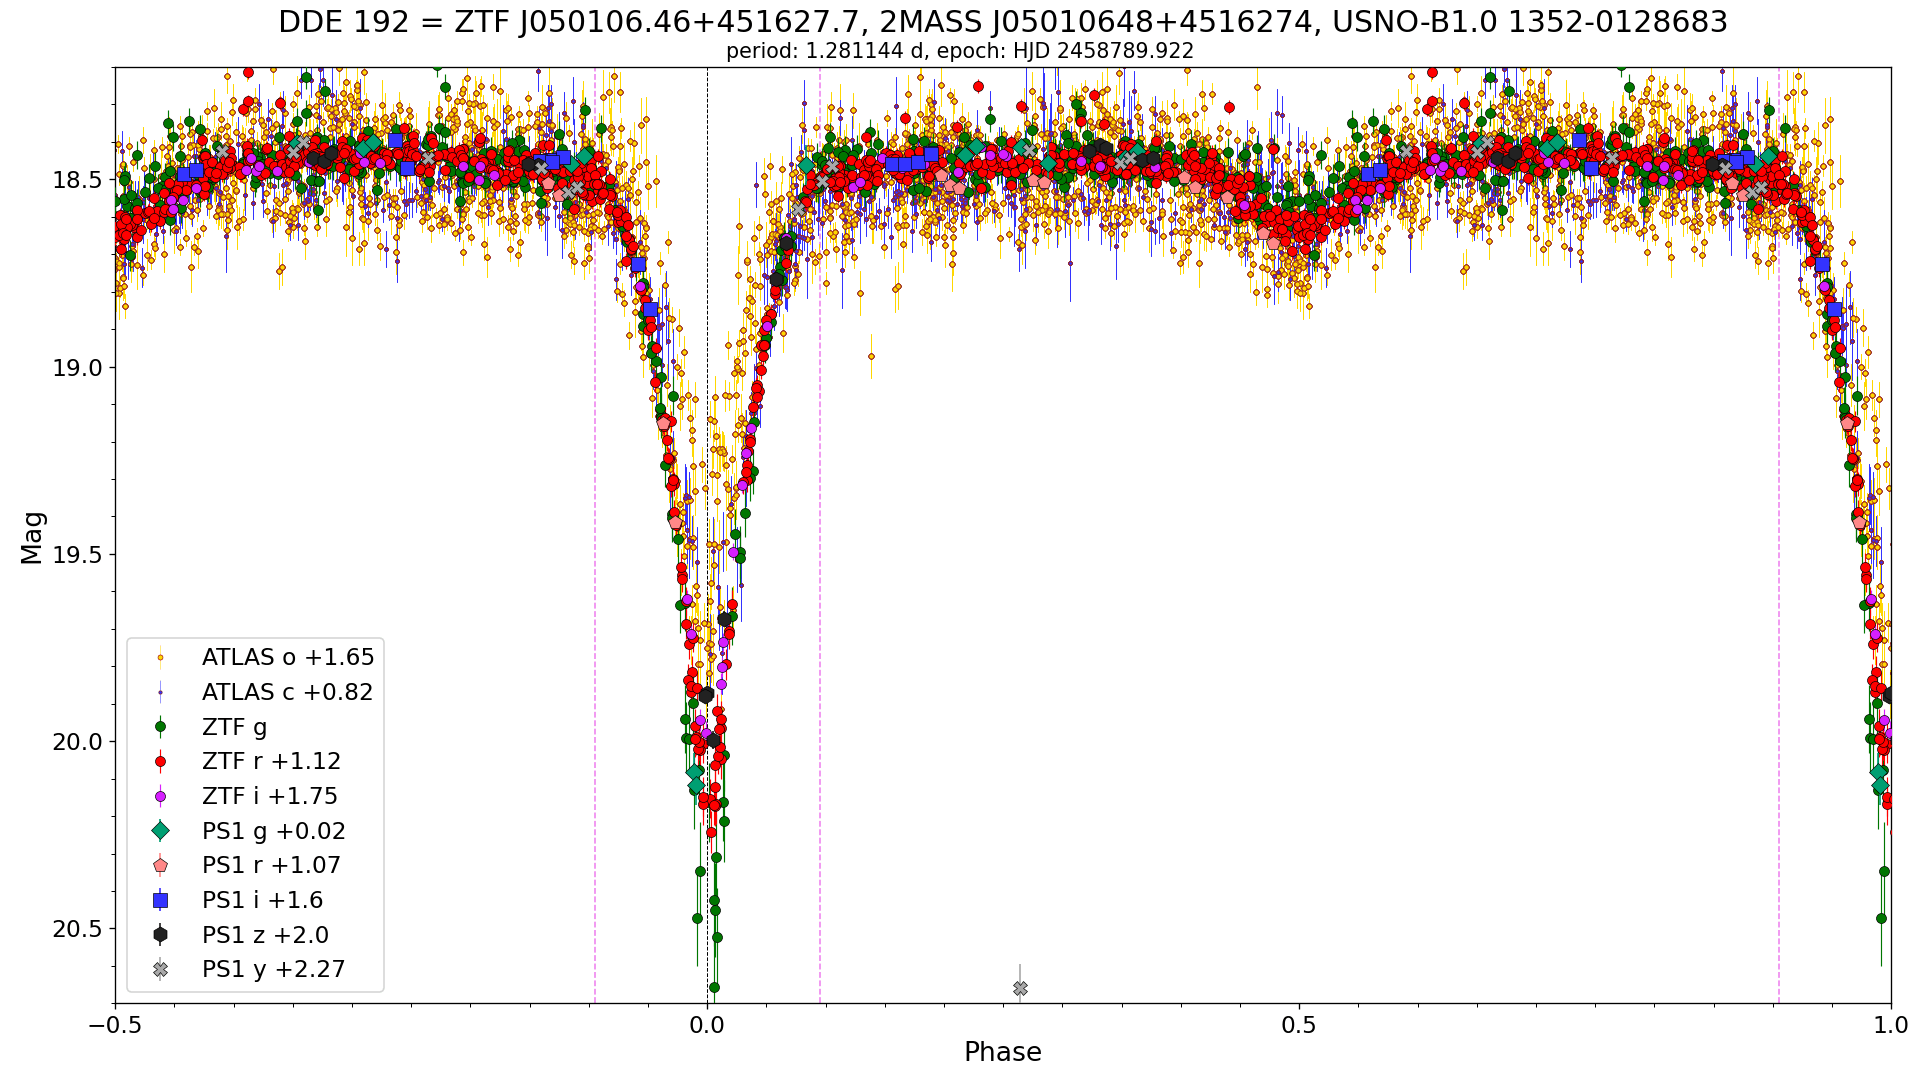 DDE 192 = ZTF J050106.46+451627.7, 2MASS J05010648+4516274, USNO-B1.0 1352-0128683
period: 1.281144 d, epoch: HJD 2458789.922
Mag
18.5
19.0
19.5
20.0
20.5
ATLAS o +1.65
ATLAS c +0.82
ZTF g
ZTF r +1.12
ZTF i +1.75
PS1 g +0.02
PS1 r +1.07
PS1 i +1.6
PS1 z +2.0
PS1 y +2.27
−0.5 0.0 0.5 1.0
Phase